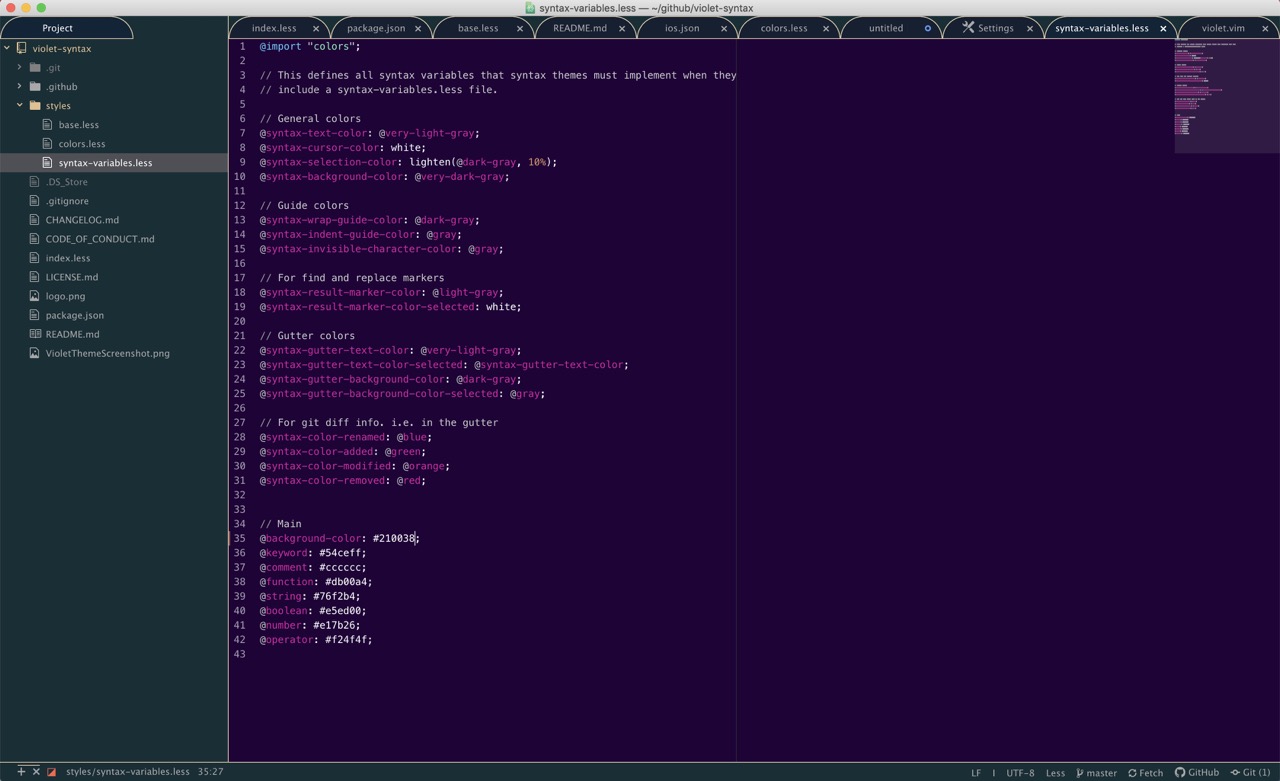 syntax-variables.less — ~/github/violet-syntax
Project
index.less
package.json
base.less
README.md
ios.json
colors.less
untitled
Settings
syntax-variables.less
violet.vim
violet-syntax
.git
.github
styles
base.less
colors.less
syntax-variables.less
.DS_Store
.gitignore
CHANGELOG.md
CODE_OF_CONDUCT.md
index.less
LICENSE.md
logo.png
package.json
README.md
VioletThemeScreenshot.png
1 @import "colors";
2
3 // This defines all syntax variables that syntax themes must implement when they
4 // include a syntax-variables.less file.
5
6 // General colors
7 @syntax-text-color: @very-light-gray;
8 @syntax-cursor-color: white;
9 @syntax-selection-color: lighten(@dark-gray, 10%);
10 @syntax-background-color: @very-dark-gray;
11
12 // Guide colors
13 @syntax-wrap-guide-color: @dark-gray;
14 @syntax-indent-guide-color: @gray;
15 @syntax-invisible-character-color: @gray;
16
17 // For find and replace markers
18 @syntax-result-marker-color: @light-gray;
19 @syntax-result-marker-color-selected: white;
20
21 // Gutter colors
22 @syntax-gutter-text-color: @very-light-gray;
23 @syntax-gutter-text-color-selected: @syntax-gutter-text-color;
24 @syntax-gutter-background-color: @dark-gray;
25 @syntax-gutter-background-color-selected: @gray;
26
27 // For git diff info. i.e. in the gutter
28 @syntax-color-renamed: @blue;
29 @syntax-color-added: @green;
30 @syntax-color-modified: @orange;
31 @syntax-color-removed: @red;
32
33
34 // Main
35 @background-color: #210038;
36 @keyword: #54ceff;
37 @comment: #cccccc;
38 @function: #db00a4;
39 @string: #76f2b4;
40 @boolean: #e5ed00;
41 @number: #e17b26;
42 @operator: #f24f4f;
43
styles/syntax-variables.less 35:27
LF UTF-8 Less master Fetch GitHub Git (1)